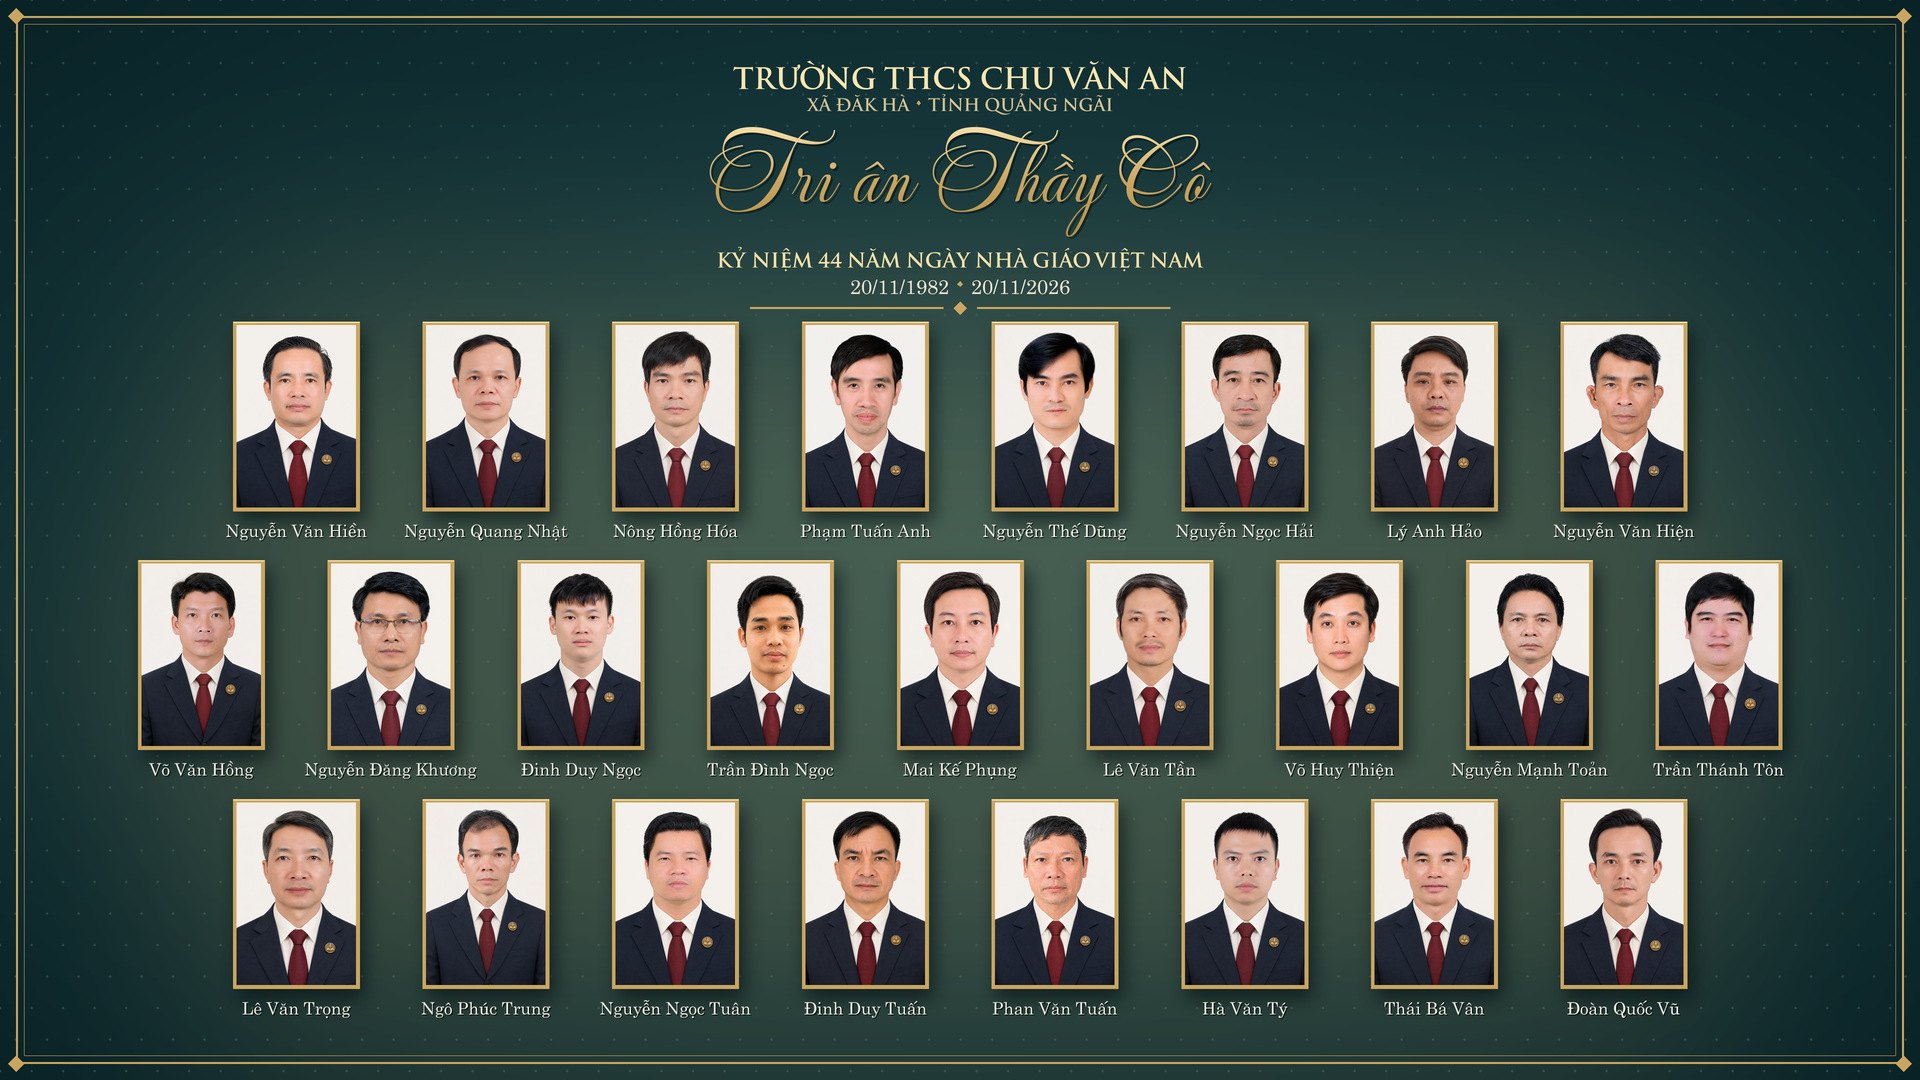 TRƯỜNG THCS CHU VĂN AN
XÃ ĐĂK HÀ • TỈNH QUẢNG NGÃI
Tri ân Thầy Cô
KỶ NIỆM 44 NĂM NGÀY NHÀ GIÁO VIỆT NAM
20/11/1982 • 20/11/2026
Nguyễn Văn Hiền Nguyễn Quang Nhật Nông Hồng Hóa Phạm Tuấn Anh Nguyễn Thế Dũng Nguyễn Ngọc Hải Lý Anh Hảo Nguyễn Văn Hiện
Võ Văn Hồng Nguyễn Đăng Khương Đinh Duy Ngọc Trần Đình Ngọc Mai Kế Phụng Lê Văn Tần Võ Huy Thiện Nguyễn Mạnh Toản Trần Thánh Tôn
Lê Văn Trọng Ngô Phúc Trung Nguyễn Ngọc Tuân Đinh Duy Tuấn Phan Văn Tuấn Hà Văn Tý Thái Bá Vân Đoàn Quốc Vũ